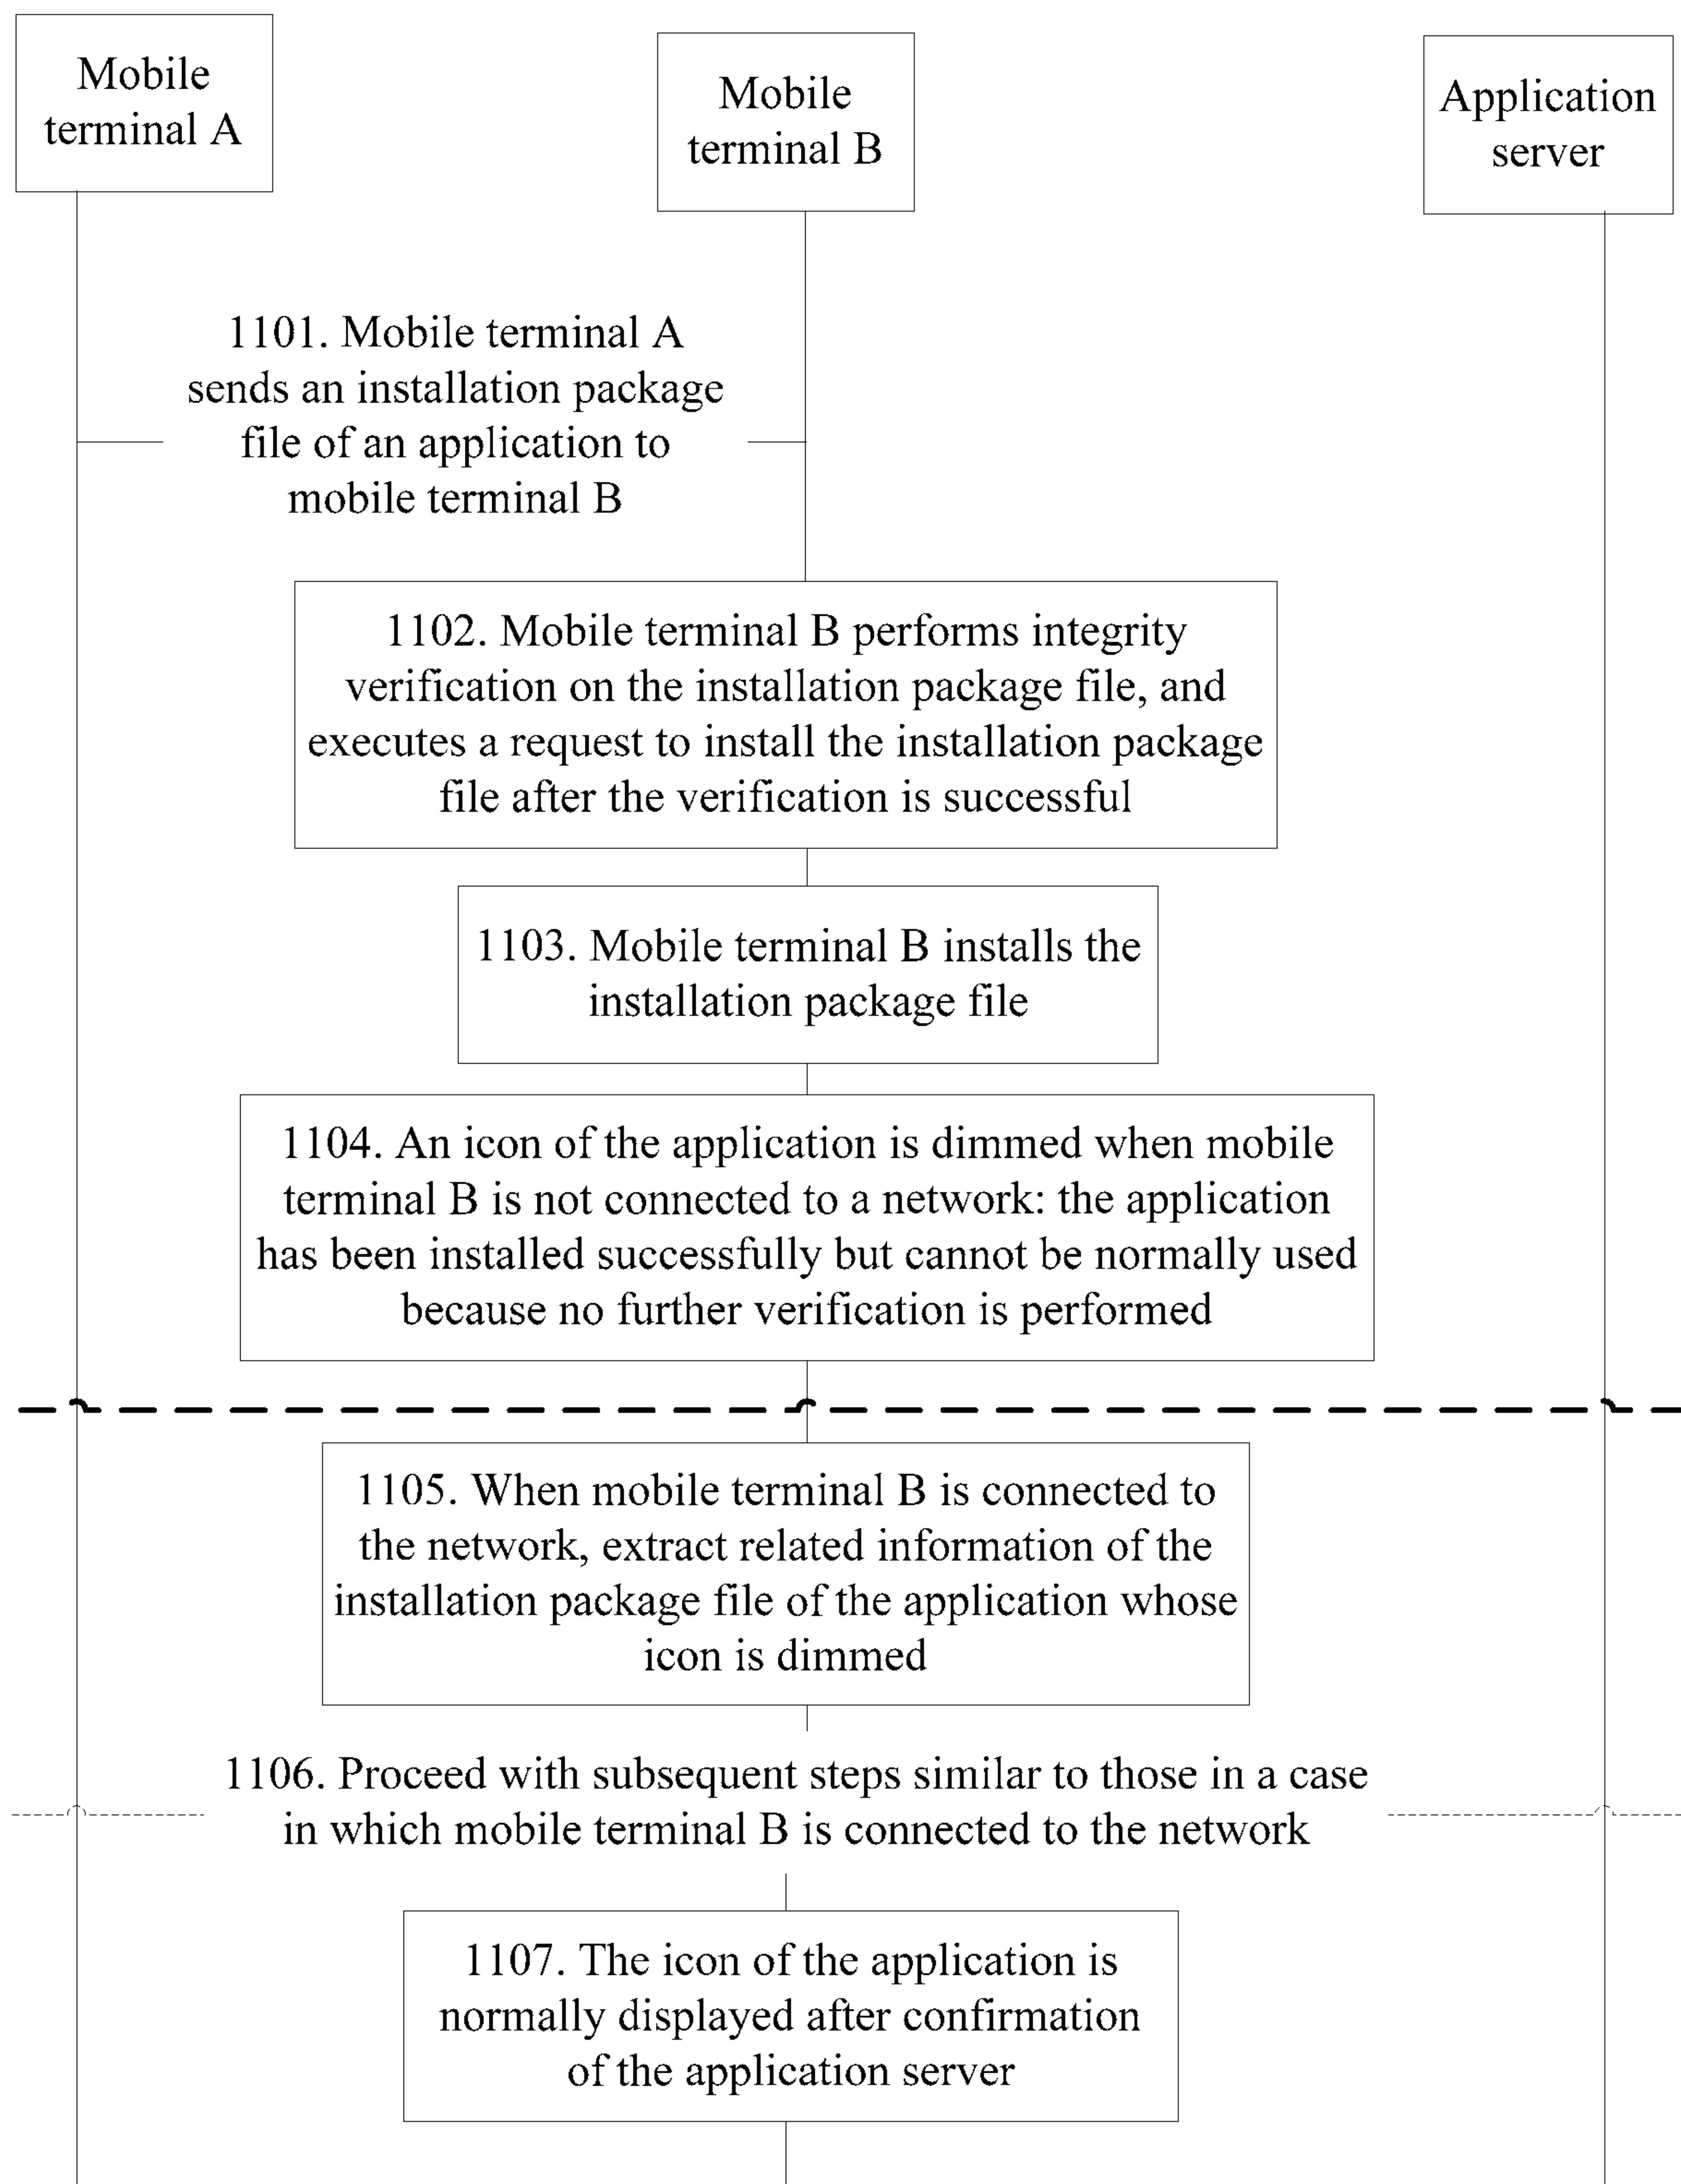 Mobile
terminal A
Mobile
terminal B
Application
server
1101. Mobile terminal A
sends an installation package
file of an application to
mobile terminal B
1102. Mobile terminal B performs integrity
verification on the installation package file, and
executes a request to install the installation package
file after the verification is successful
1103. Mobile terminal B installs the
installation package file
1104. An icon of the application is dimmed when mobile
terminal B is not connected to a network: the application
has been installed successfully but cannot be normally used
because no further verification is performed
1105. When mobile terminal B is connected to
the network, extract related information of the
installation package file of the application whose
icon is dimmed
1106. Proceed with subsequent steps similar to those in a case
in which mobile terminal B is connected to the network
1107. The icon of the application is
normally displayed after confirmation
of the application server